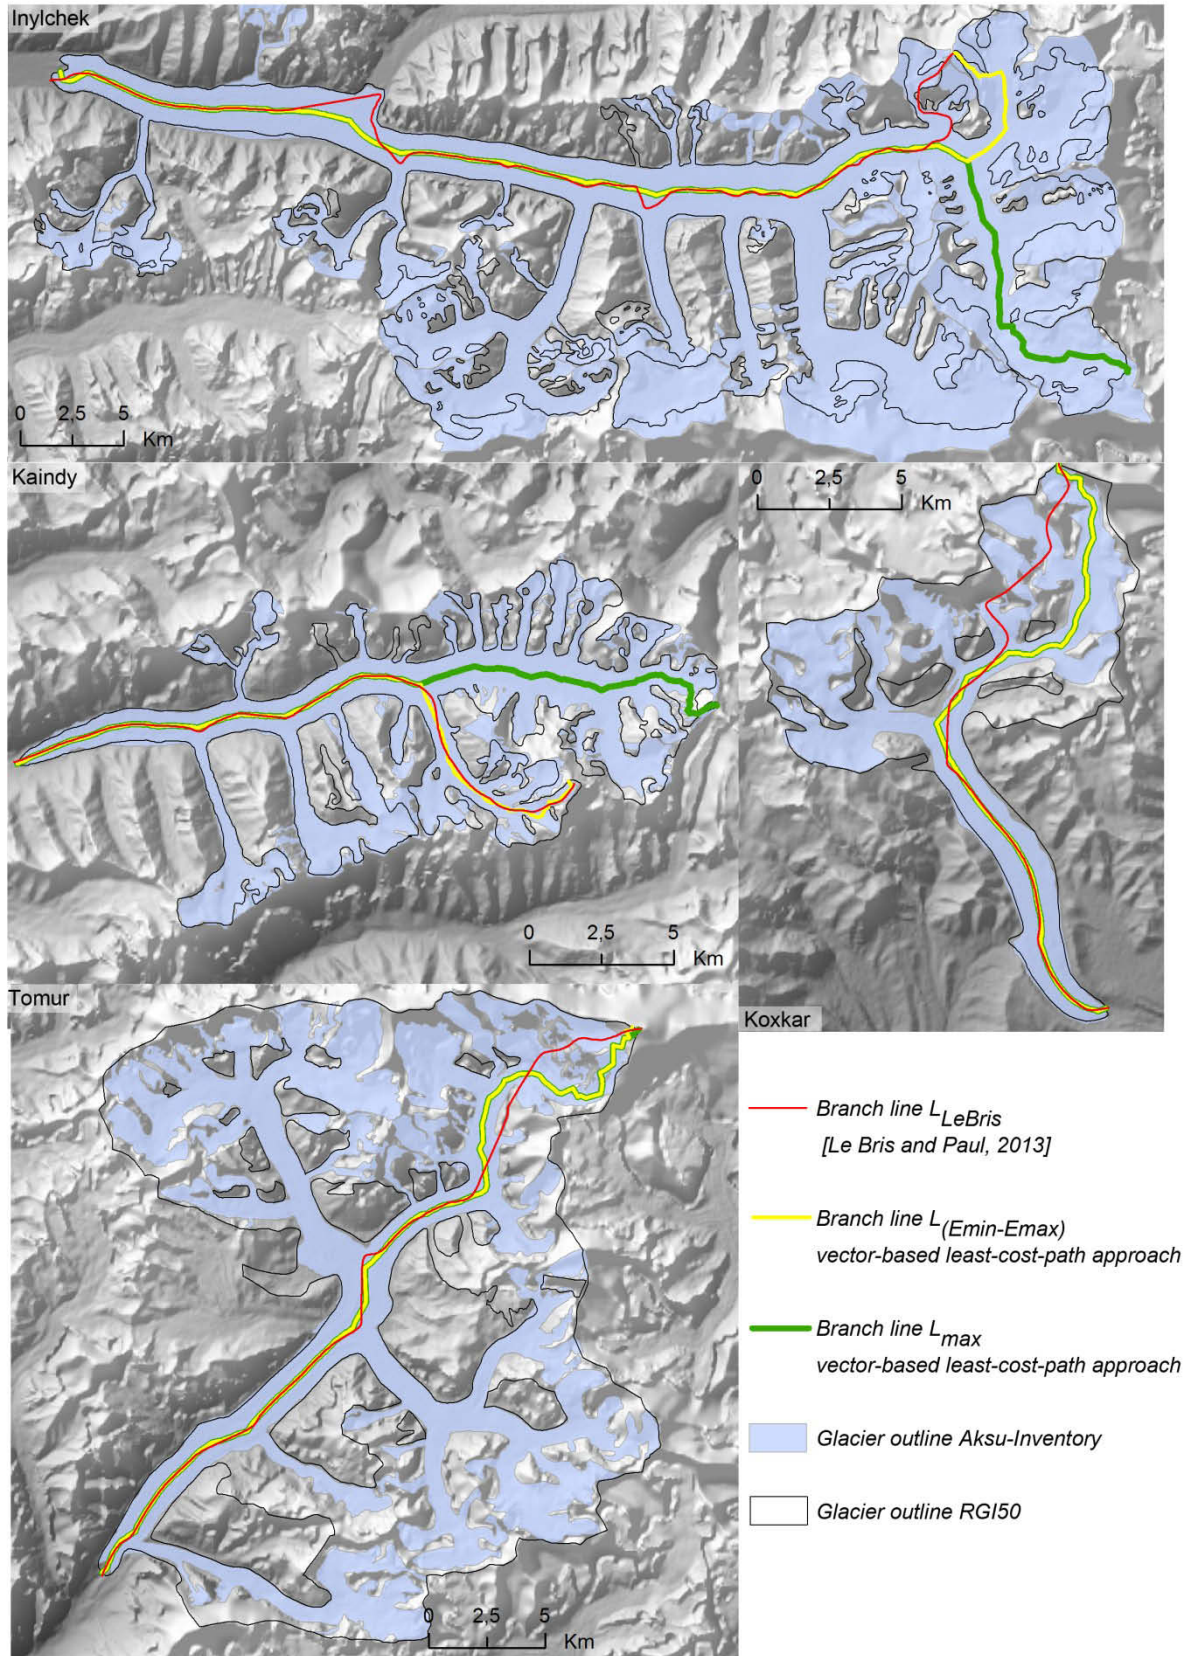 Inylchek
0 2,5 5
Km
Kaindy
0 2,5 5
Km
0 2,5 5
Km
Tomur
Koxkar
Branch line L_LeBris
[Le Bris and Paul, 2013]
Branch line L_(Emin-Emax)
vector-based least-cost-path approach
Branch line L_max
vector-based least-cost-path approach
Glacier outline Aksu-Inventory
Glacier outline RGI50
0 2,5 5
Km